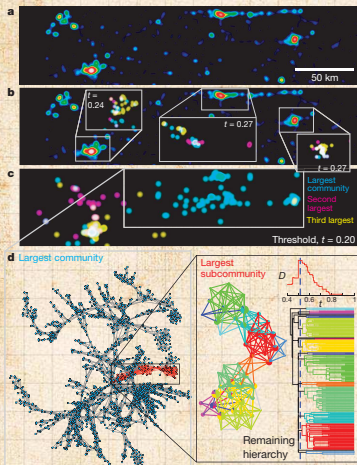 a
50 km
b
t =
0.24
t = 0.27
t = 0.27
c
Largest
community
Second
largest
Third largest
Threshold, t = 0.20
d Largest community
Largest
subcommunity
D
0.4 0.6 0.8 1
t
Remaining
hierarchy